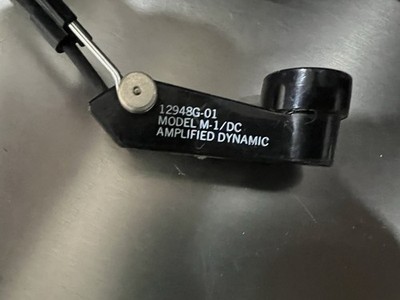 12948G-01
MODEL M-1/DC
AMPLIFIED DYNAMIC